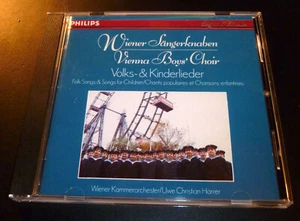 PHILIPS
Wiener Sängerknaben
Vienna Boys' Choir
Volks- & Kinderlieder
Folk Songs & Songs for Children/Chants populaires et Chansons enfantines
Wiener Kammerorchester/Uwe Christian Harrer